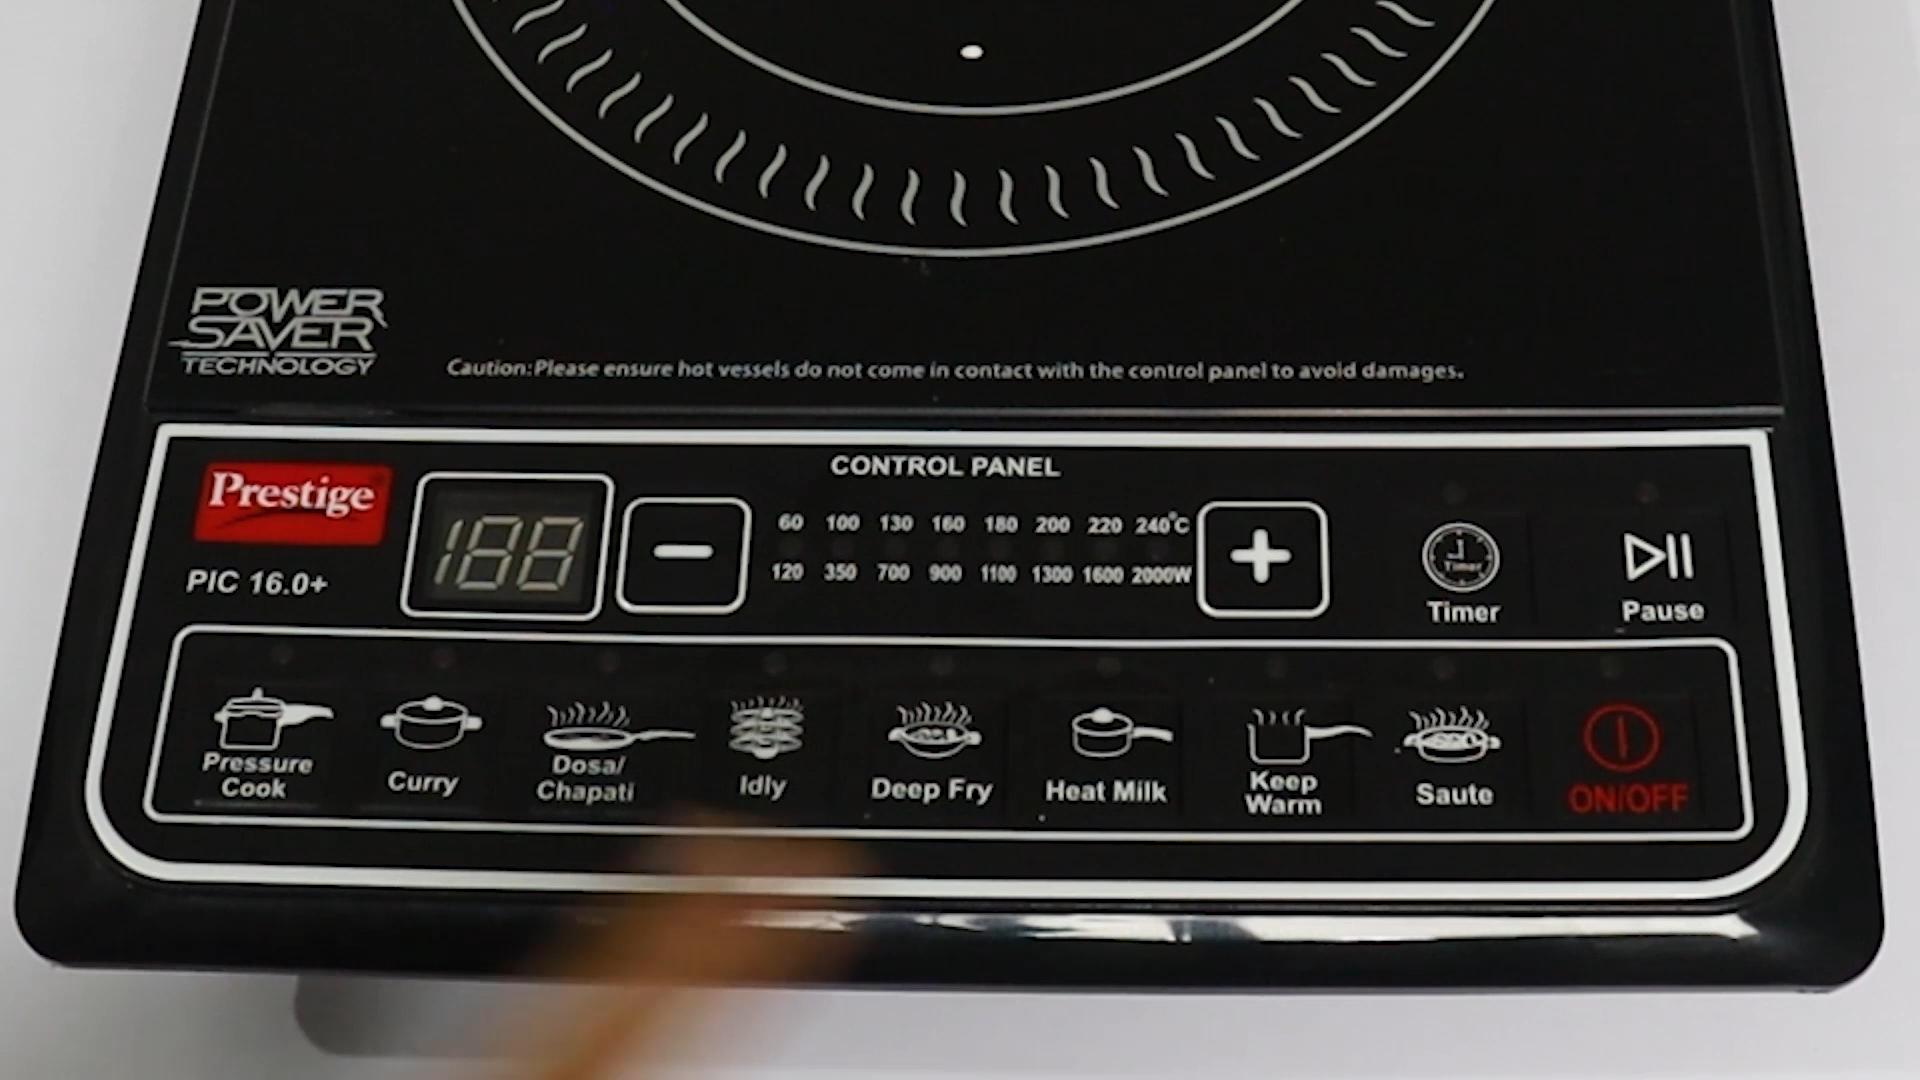 POWER
SAVER
TECHNOLOGY
Caution: Please ensure hot vessels do not come in contact with the control panel to avoid damages.
CONTROL PANEL
Prestige
PIC 16.0+
188
60 100 130 160 180 200 220 240°C
120 350 700 900 1100 1300 1600 2000W
Timer
Timer
Pause
Pressure
Cook
Curry
Dosa/
Chapati
Idly
Deep Fry
Heat Milk
Keep
Warm
Saute
ON/OFF